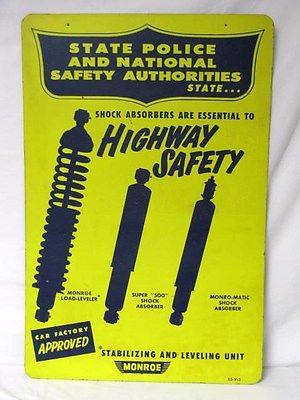 STATE POLICE
AND NATIONAL
SAFETY AUTHORITIES
STATE...
SHOCK ABSORBERS ARE ESSENTIAL TO
HIGHWAY
SAFETY
MONROE
LOAD-LEVELER*
SUPER "500"
SHOCK
ABSORBER
MONRO-MATIC
SHOCK
ABSORBER
CAR FACTORY
APPROVED
*STABILIZING AND LEVELING UNIT
MONROE